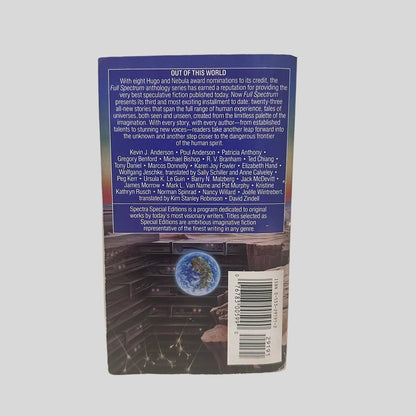 OUT OF THIS WORLD
With eight Hugo and Nebula award nominations to its credit, the
Full Spectrum anthology series has earned a reputation for providing the
very best speculative fiction published today. Now Full Spectrum
presents its third and most exciting installment to date: twenty-three
all-new stories that span the full range of human experience, tales of
universes, both seen and unseen, created from the limitless palette of the
imagination. With every story, with every author—from established
talents to stunning new voices—readers take another leap forward into
the unknown and another step closer to the dangerous frontier
of the human spirit.
Kevin J. Anderson • Poul Anderson • Patricia Anthony •
Gregory Benford • Michael Bishop • R. V. Branham • Ted Chiang •
Tony Daniel • Marcos Donnelly • Karen Joy Fowler • Elizabeth Hand •
Wolfgang Jeschke, translated by Sally Schiller and Anne Calveley •
Peg Kerr • Ursula K. Le Guin • Barry N. Malzberg • Jack McDevitt •
James Morrow • Mark L. Van Name and Pat Murphy • Kristine
Kathryn Rusch • Norman Spinrad • Nancy Willard • Joëlle Wintrebert,
translated by Kim Stanley Robinson • David Zindell
Spectra Special Editions is a program dedicated to original
works by today's most visionary writers. Titles selected as
Special Editions are ambitious imaginative fiction
representative of the finest writing in any genre.
29191